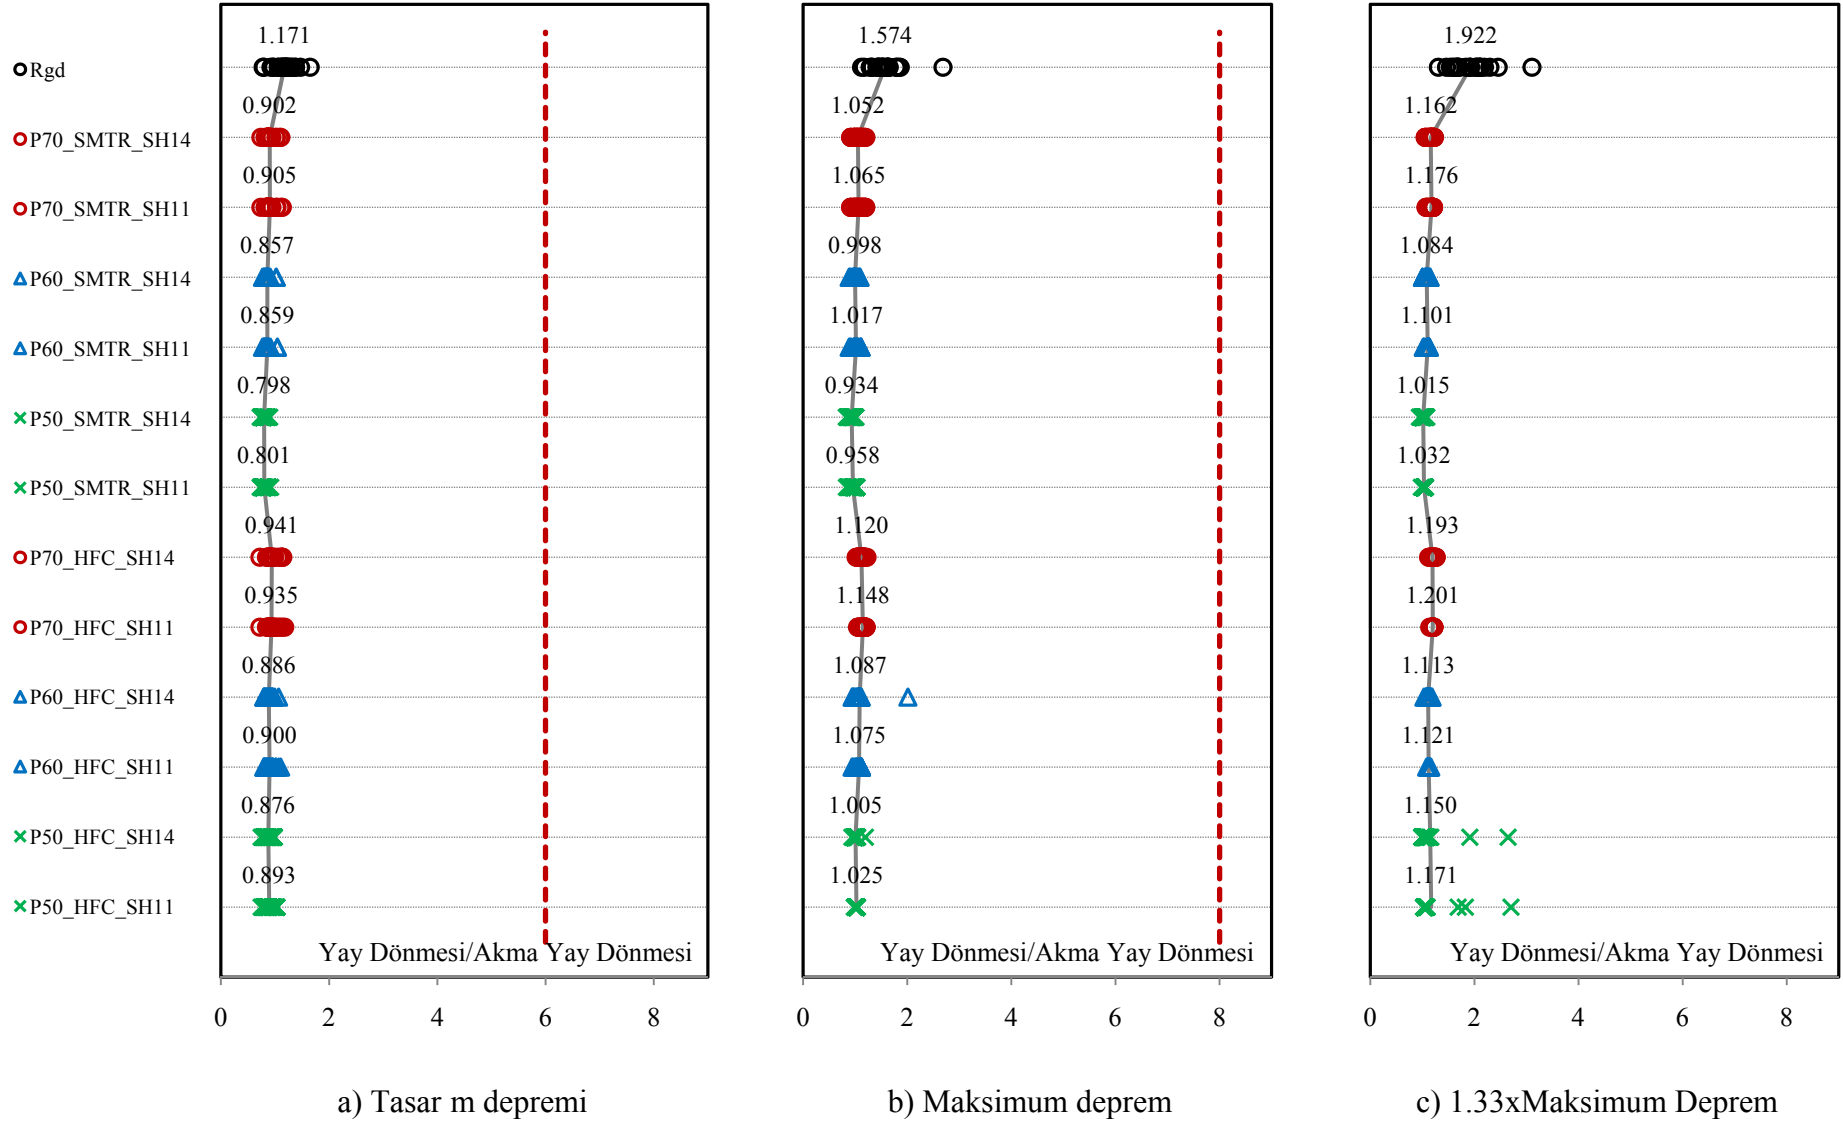 1.171 1.574 1.922
Rgd
0.902 1.052 1.162
P70_SMTR_SH14
0.905 1.065 1.176
P70_SMTR_SH11
0.857 0.998 1.084
P60_SMTR_SH14
0.859 1.017 1.101
P60_SMTR_SH11
0.798 0.934 1.015
P50_SMTR_SH14
0.801 0.958 1.032
P50_SMTR_SH11
0.941 1.120 1.193
P70_HFC_SH14
0.935 1.148 1.201
P70_HFC_SH11
0.886 1.087 1.113
P60_HFC_SH14
0.900 1.075 1.121
P60_HFC_SH11
0.876 1.005 1.150
P50_HFC_SH14
0.893 1.025 1.171
P50_HFC_SH11
Yay Dönmesi/Akma Yay Dönmesi Yay Dönmesi/Akma Yay Dönmesi Yay Dönmesi/Akma Yay Dönmesi
0 2 4 6 8 0 2 4 6 8 0 2 4 6 8
a) Tasar m depremi b) Maksimum deprem c) 1.33xMaksimum Deprem